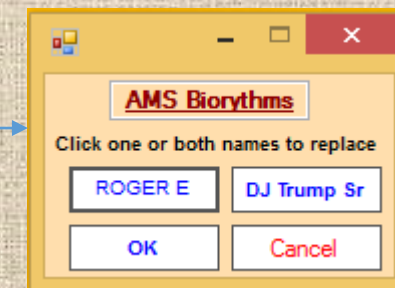 AMS Biorythms
Click one or both names to replace
ROGER E DJ Trump Sr
OK Cancel